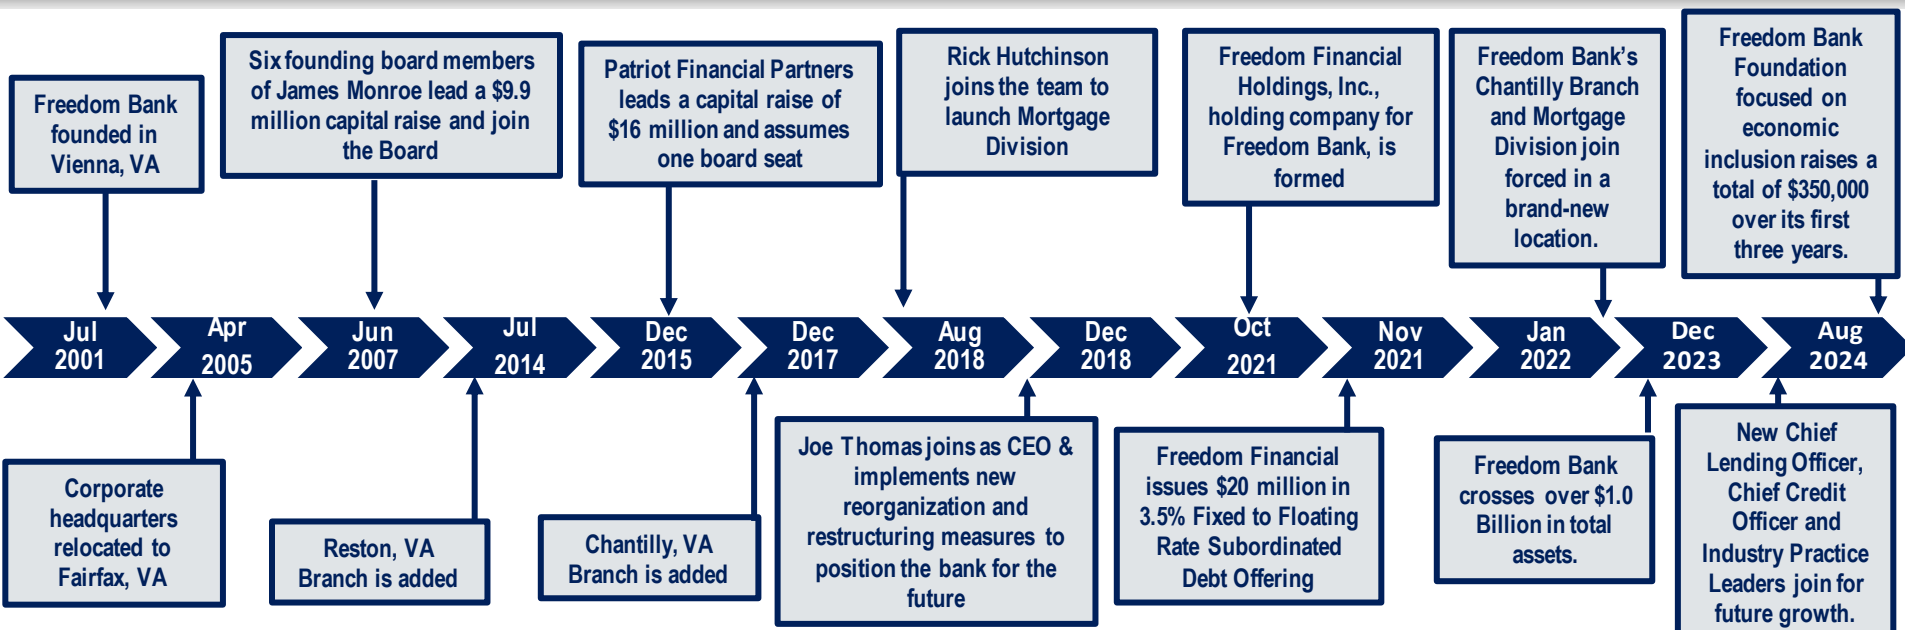 Freedom Bank
founded in
Vienna, VA
Six founding board members
of James Monroe lead a $9.9
million capital raise and join
the Board
Patriot Financial Partners
leads a capital raise of
$16 million and assumes
one board seat
Rick Hutchinson
joins the team to
launch Mortgage
Division
Freedom Financial
Holdings, Inc.,
holding company for
Freedom Bank, is
formed
Freedom Bank's
Chantilly Branch
and Mortgage
Division join
forced in a
brand-new
location.
Freedom Bank
Foundation
focused on
economic
inclusion raises a
total of $350,000
over its first
three years.
Jul
2001
Apr
2005
Jun
2007
Jul
2014
Dec
2015
Dec
2017
Aug
2018
Dec
2018
Oct
2021
Nov
2021
Jan
2022
Dec
2023
Aug
2024
Corporate
headquarters
relocated to
Fairfax, VA
Reston, VA
Branch is added
Chantilly, VA
Branch is added
Joe Thomas joins as CEO &
implements new
reorganization and
restructuring measures to
position the bank for the
future
Freedom Financial
issues $20 million in
3.5% Fixed to Floating
Rate Subordinated
Debt Offering
Freedom Bank
crosses over $1.0
Billion in total
assets.
New Chief
Lending Officer,
Chief Credit
Officer and
Industry Practice
Leaders join for
future growth.